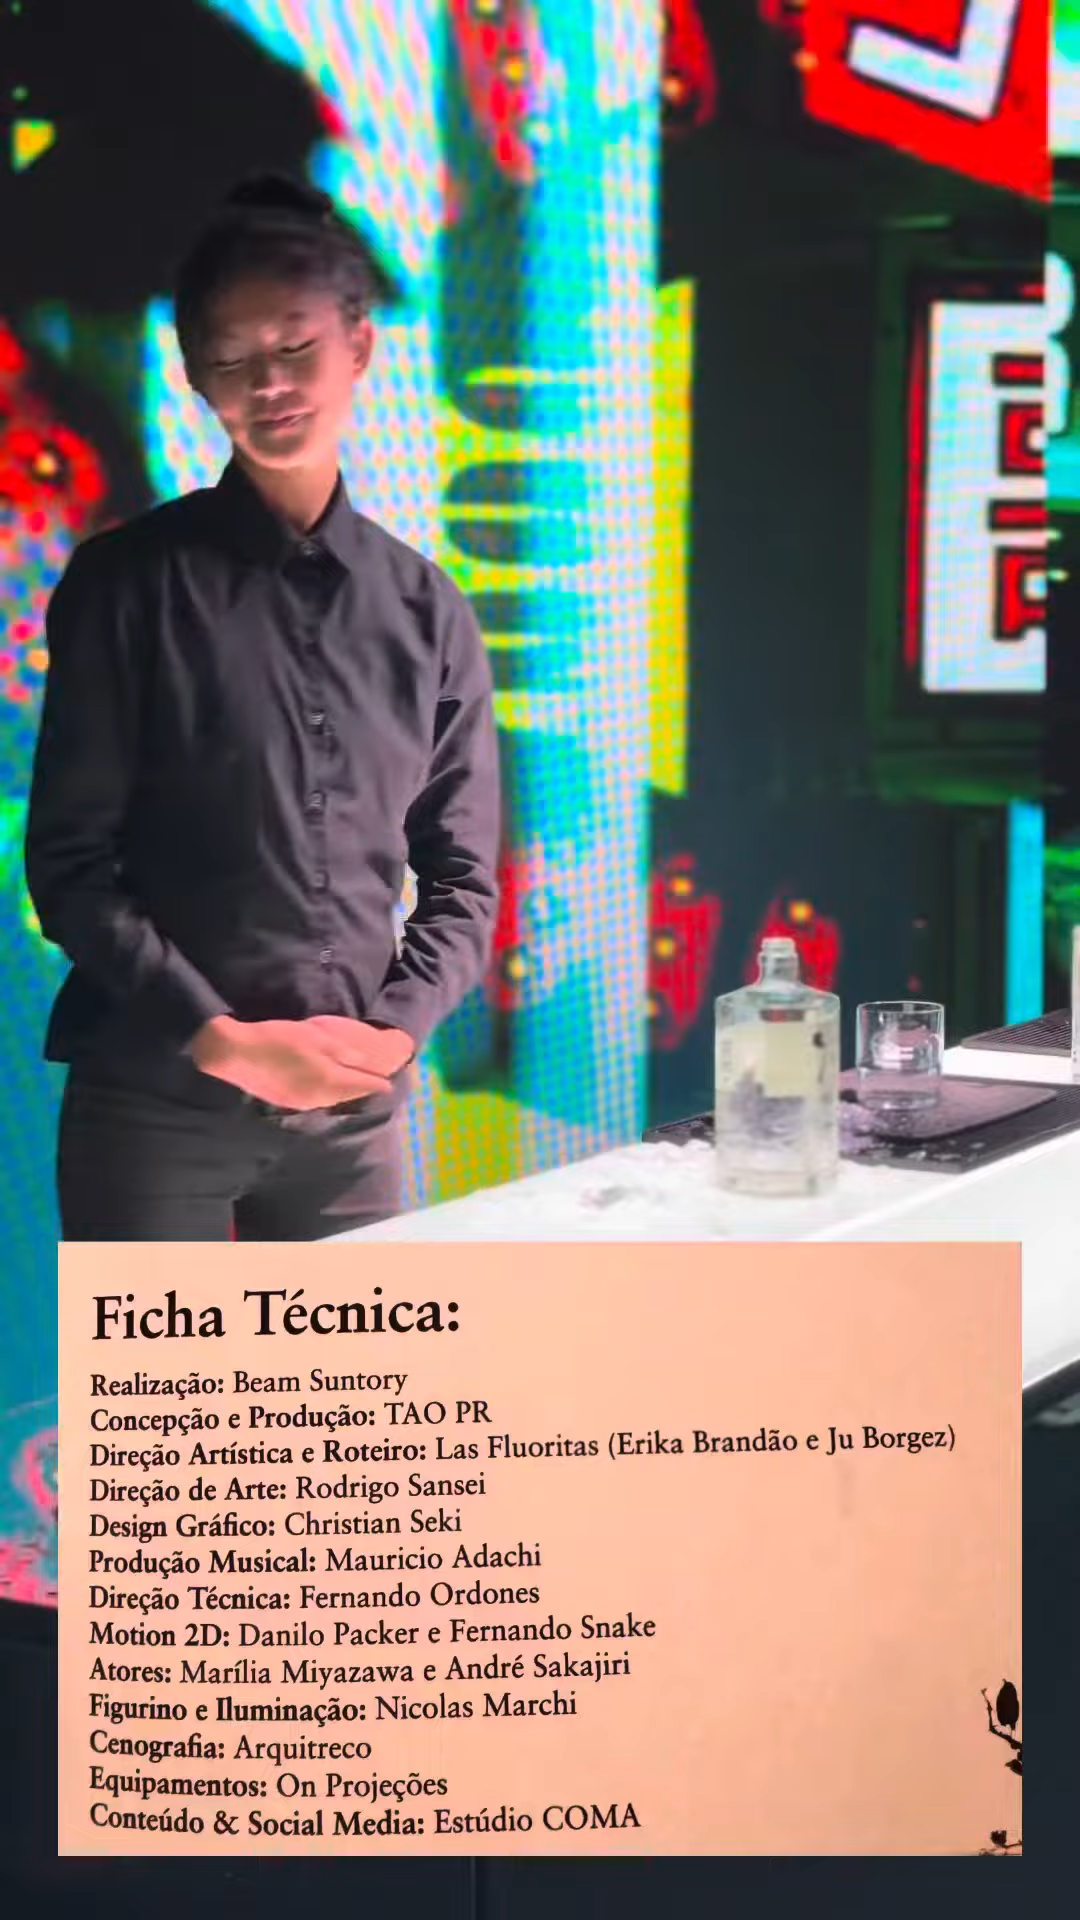 Ficha Técnica:
Realização: Beam Suntory
Concepção e Produção: TAO PR
Direção Artística e Roteiro: Las Fluoritas (Erika Brandão e Ju Borgez)
Direção de Arte: Rodrigo Sansei
Design Gráfico: Christian Seki
Produção Musical: Mauricio Adachi
Direção Técnica: Fernando Ordones
Motion 2D: Danilo Packer e Fernando Snake
Atores: Marília Miyazawa e André Sakajiri
Figurino e Iluminação: Nicolas Marchi
Cenografia: Arquitreco
Equipamentos: On Projeções
Conteúdo & Social Media: Estúdio COMA